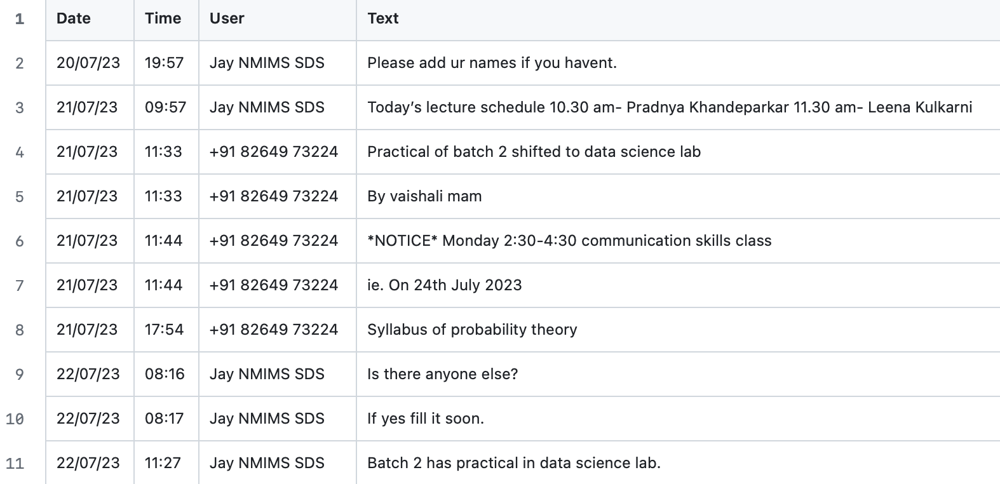 1 Date Time User Text
2 20/07/23 19:57 Jay NMIMS SDS Please add ur names if you havent.
3 21/07/23 09:57 Jay NMIMS SDS Today’s lecture schedule 10.30 am- Pradnya Khandeparkar 11.30 am- Leena Kulkarni
4 21/07/23 11:33 +91 82649 73224 Practical of batch 2 shifted to data science lab
5 21/07/23 11:33 +91 82649 73224 By vaishali mam
6 21/07/23 11:44 +91 82649 73224 *NOTICE* Monday 2:30-4:30 communication skills class
7 21/07/23 11:44 +91 82649 73224 ie. On 24th July 2023
8 21/07/23 17:54 +91 82649 73224 Syllabus of probability theory
9 22/07/23 08:16 Jay NMIMS SDS Is there anyone else?
10 22/07/23 08:17 Jay NMIMS SDS If yes fill it soon.
11 22/07/23 11:27 Jay NMIMS SDS Batch 2 has practical in data science lab.